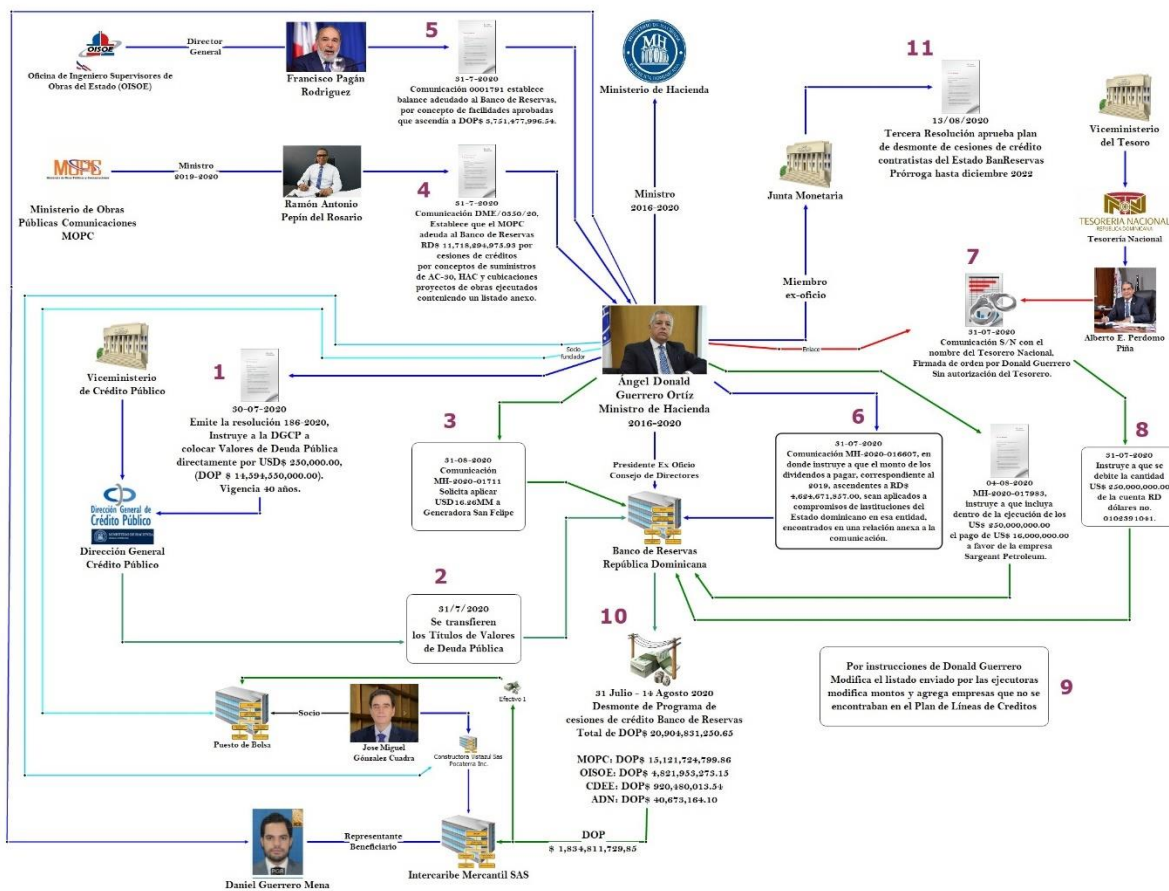 OISOE
Oficina de Ingeniero Supervisores de
Obras del Estado (OISOE)
Director
General
Francisco Pagán
Rodriguez
5
31-7-2020
Comunicación 0001791 establece
balance adeudado al Banco de Reservas,
por concepto de facilidades aprobadas
que ascendía a DOP$ 3,751,477,996.54.
MH
Ministerio de Hacienda
11
13/08/2020
Tercera Resolución aprueba plan
de desmonte de cesiones de crédito
contratistas del Estado BanReservas
Prórroga hasta diciembre 2022
Viceministerio
del Tesoro
MOPC
Ministerio de Obras
Públicas Comunicaciones
MOPC
Ministro
2019-2020
Ramón Antonio
Pepín del Rosario
4
31-7-2020
Comunicación DME/0350/20,
Establece que el MOPC
adeuda al Banco de Reservas
RD$ 11,718,294,975.93 por
cesiones de créditos
por conceptos de suministros
de AC-30, HAC y cubicaciones
proyectos de obras ejecutados
conteniendo un listado anexo.
Ministro
2016-2020
Junta Monetaria
TESORERÍA NACIONAL
REPÚBLICA DOMINICANA
Tesorería Nacional
Miembro
ex-oficio
7
31-07-2020
Comunicación S/N con el
nombre del Tesorero Nacional,
Firmada de orden por Donald Guerrero
Sin autorización del Tesorero.
Alberto E. Perdomo
Piña
Socio
fundador
Enlace
Viceministerio
de Crédito Público
1
30-07-2020
Emite la resolución 186-2020,
Instruye a la DGCP a
colocar Valores de Deuda Pública
directamente por USD$ 250,000.00,
(DOP $ 14,594,550,000.00).
Vigencia 40 años.
Ángel Donald
Guerrero Ortíz
Ministro de Hacienda
2016-2020
3
31-08-2020
Comunicación
MH-2020-01711
Solicita aplicar
USD16.26MM a
Generadora San Felipe
Presidente Ex Oficio
Consejo de Directores
6
31-07-2020
Comunicación MH-2020-016607, en
donde instruye a que el monto de los
dividendos a pagar, correspondiente al
2019, ascendentes a RD$
4,624,671,357.00, sean aplicados a
compromisos de instituciones del
Estado dominicano en esa entidad,
encontrados en una relación anexa a la
comunicación.
04-08-2020
MH-2020-017983,
instruye a que incluya
dentro de la ejecución de los
US$ 250,000,000.00
el pago de US$ 16,000,000.00
a favor de la empresa
Sargeant Petroleum.
8
31-07-2020
Instruye a que se
debite la cantidad
US$ 250,000,000.00
de la cuenta RD
dólares no.
0102391041.
Dirección General de
Crédito Público
Dirección General
Crédito Público
Banco de Reservas
República Dominicana
2
31/7/2020
Se transfieren
los Títulos de Valores
de Deuda Pública
10
31 Julio - 14 Agosto 2020
Desmonte de Programa de
cesiones de crédito Banco de Reservas
Total de DOP$ 20,904,831,250.65
MOPC: DOP$ 15,121,724,799.86
OISOE: DOP$ 4,821,953,273.15
CDEE: DOP$ 920,480,013.54
ADN: DOP$ 40,673,164.10
Por instrucciones de Donald Guerrero
Modifica el listado enviado por las ejecutoras
modifica montos y agrega empresas que no se
encontraban en el Plan de Líneas de Creditos
9
Efectivo 1
Puesto de Bolsa
Socio
Jose Miguel
Gónzalez Cuadra
Constructora Vistazul Sas
Pocaterra Inc.
DOP
$ 1,834,811,729,85
Representante
Beneficiario
Daniel Guerrero Mena
Intercaribe Mercantil SAS